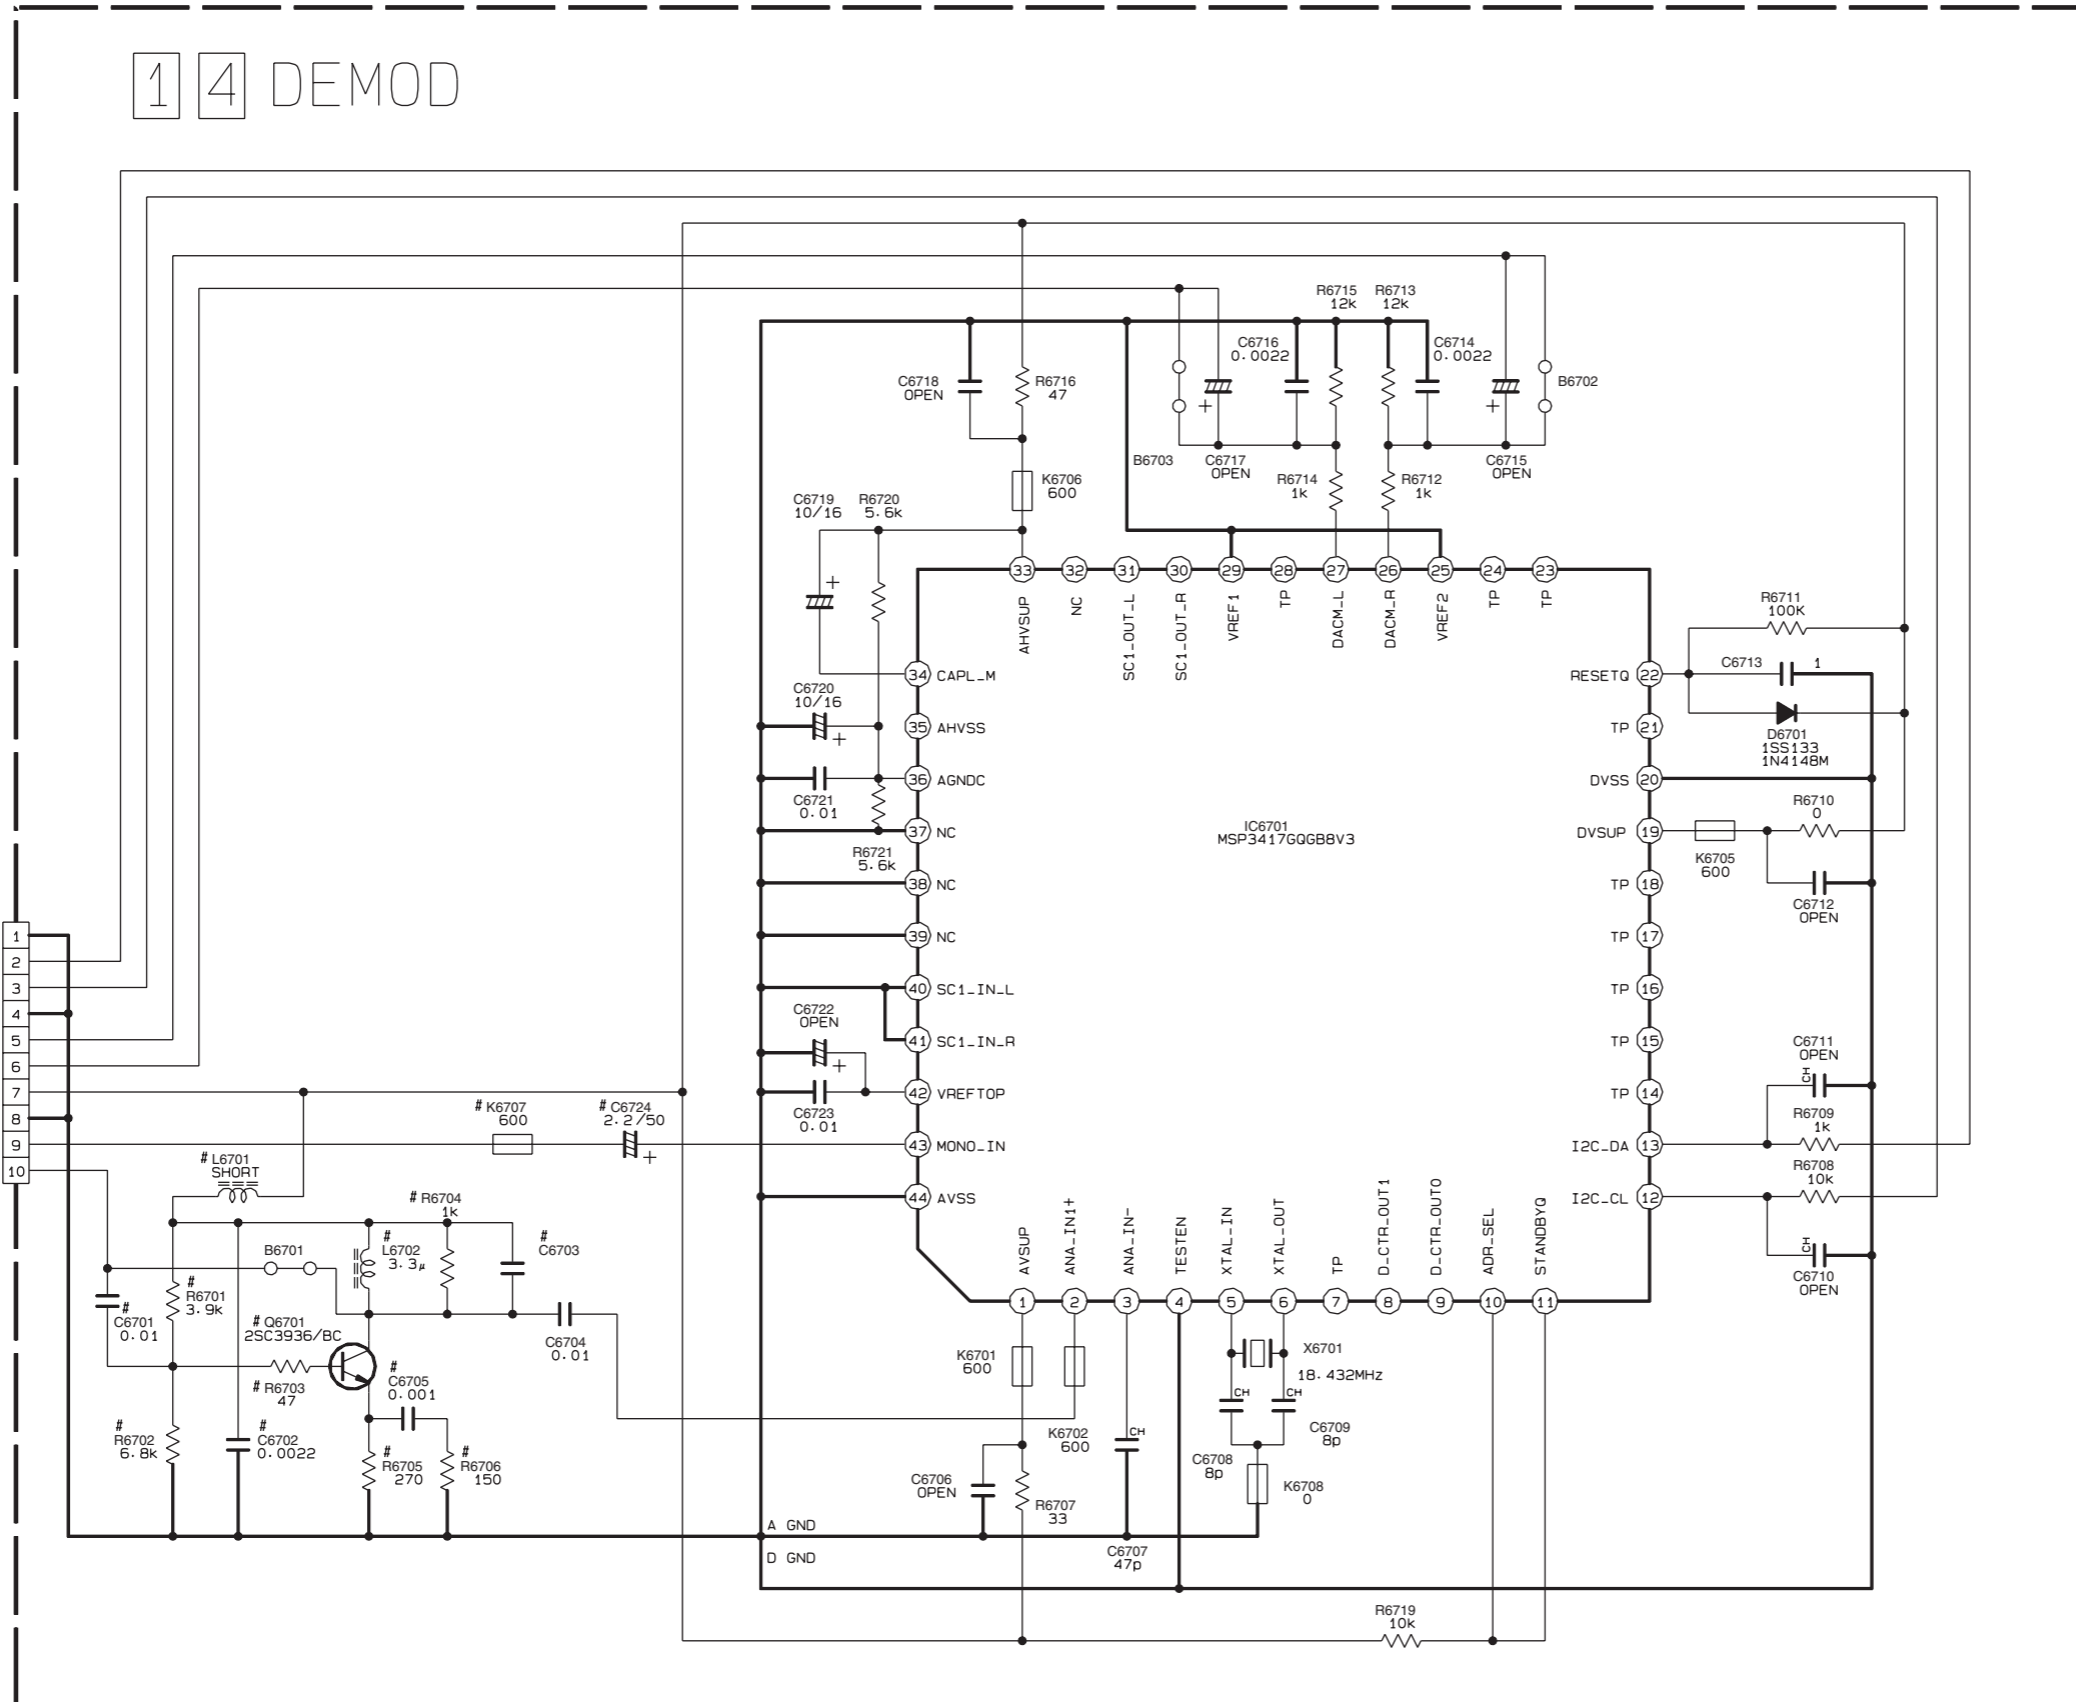 14 DEMOD
R6715 R6713
12k 12k
C6716
0.0022
C6714
0.0022
C6718
OPEN
R6716
47
B6702
B6703
C6717
OPEN
C6715
OPEN
K6706
600
R6714
1k
R6712
1k
C6719
10/16
R6720
5.6k
+
+
+
33 32 31 30 29 28 27 26 25 24 23
AHVSUP
NC
SC1_OUT_L
SC1_OUT_R
VREF1
TP
DACM_L
DACM_R
VREF2
TP
TP
R6711
100K
34 CAPL_M
RESETQ 22
C6713 1
C6720
10/16
+
35 AHVSS
TP 21
D6701
1SS133
1N4148M
36 AGNDC
DVSS 20
C6721
0.01
R6710
0
37 NC
IC6701
MSP3417GQGB8V3
DVSUP 19
R6721
5.6k
K6705
600
38 NC
TP 18
C6712
OPEN
39 NC
TP 17
40 SC1_IN_L
TP 16
C6722
OPEN
+
41 SC1_IN_R
TP 15
C6711
OPEN
CH
42 VREFTOP
TP 14
C6723
0.01
R6709
1k
43 MONO_IN
I2C_DA 13
R6708
10k
44 AVSS
I2C_CL 12
CH
C6710
OPEN
1
2
3
4
5
6
7
8
9
10
# K6707
600
# C6724
2.2/50
+
# L6701
SHORT
# R6704
1k
B6701
#
L6702
3.3μ
#
C6703
#
R6701
3.9k
#
C6701
0.01
# Q6701
2SC3936/BC
C6704
0.01
#
C6705
0.001
# R6703
47
#
R6702
6.8k
#
C6702
0.0022
#
R6705
270
#
R6706
150
AVSUP
ANA_IN1+
ANA_IN-
TESTEN
XTAL_IN
XTAL_OUT
TP
D_CTR_OUT1
D_CTR_OUT0
ADR_SEL
STANDBYQ
1 2 3 4 5 6 7 8 9 10 11
K6701
600
X6701
18.432MHz
CH CH
K6702
600
CH
C6709
8p
C6708
8p
C6706
OPEN
R6707
33
K6708
0
A GND
D GND
C6707
47p
R6719
10k